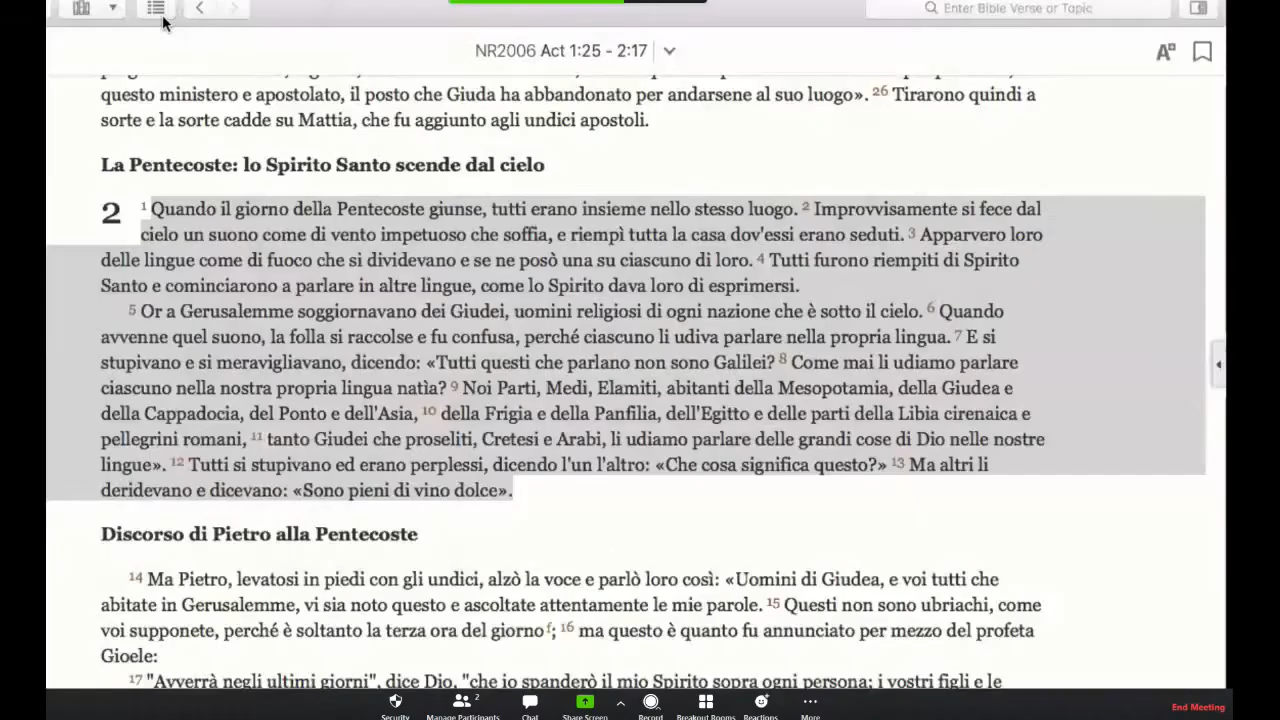 Enter Bible Verse or Topic
NR2006 Act 1:25 - 2:17
questo ministero e apostolato, il posto che Giuda ha abbandonato per andarsene al suo luogo». 26 Tirarono quindi a
sorte e la sorte cadde su Mattia, che fu aggiunto agli undici apostoli.
La Pentecoste: lo Spirito Santo scende dal cielo
2 1 Quando il giorno della Pentecoste giunse, tutti erano insieme nello stesso luogo. 2 Improvvisamente si fece dal
cielo un suono come di vento impetuoso che soffia, e riempì tutta la casa dov'essi erano seduti. 3 Apparvero loro
delle lingue come di fuoco che si dividevano e se ne posò una su ciascuno di loro. 4 Tutti furono riempiti di Spirito
Santo e cominciarono a parlare in altre lingue, come lo Spirito dava loro di esprimersi.
5 Or a Gerusalemme soggiornavano dei Giudei, uomini religiosi di ogni nazione che è sotto il cielo. 6 Quando
avvenne quel suono, la folla si raccolse e fu confusa, perché ciascuno li udiva parlare nella propria lingua. 7 E si
stupivano e si meravigliavano, dicendo: «Tutti questi che parlano non sono Galilei? 8 Come mai li udiamo parlare
ciascuno nella nostra propria lingua natìa? 9 Noi Parti, Medi, Elamiti, abitanti della Mesopotamia, della Giudea e
della Cappadocia, del Ponto e dell'Asia, 10 della Frigia e della Panfilia, dell'Egitto e delle parti della Libia cirenaica e
pellegrini romani, 11 tanto Giudei che proseliti, Cretesi e Arabi, li udiamo parlare delle grandi cose di Dio nelle nostre
lingue». 12 Tutti si stupivano ed erano perplessi, dicendo l'un l'altro: «Che cosa significa questo?» 13 Ma altri li
deridevano e dicevano: «Sono pieni di vino dolce».
Discorso di Pietro alla Pentecoste
14 Ma Pietro, levatosi in piedi con gli undici, alzò la voce e parlò loro così: «Uomini di Giudea, e voi tutti che
abitate in Gerusalemme, vi sia noto questo e ascoltate attentamente le mie parole. 15 Questi non sono ubriachi, come
voi supponete, perché è soltanto la terza ora del giorno f; 16 ma questo è quanto fu annunciato per mezzo del profeta
Gioele:
17 "Avverrà negli ultimi giorni", dice Dio, "che io spanderò il mio Spirito sopra ogni persona; i vostri figli e le
Security Manage Participants 2 Chat Share Screen Record Breakout Rooms Reactions More End Meeting